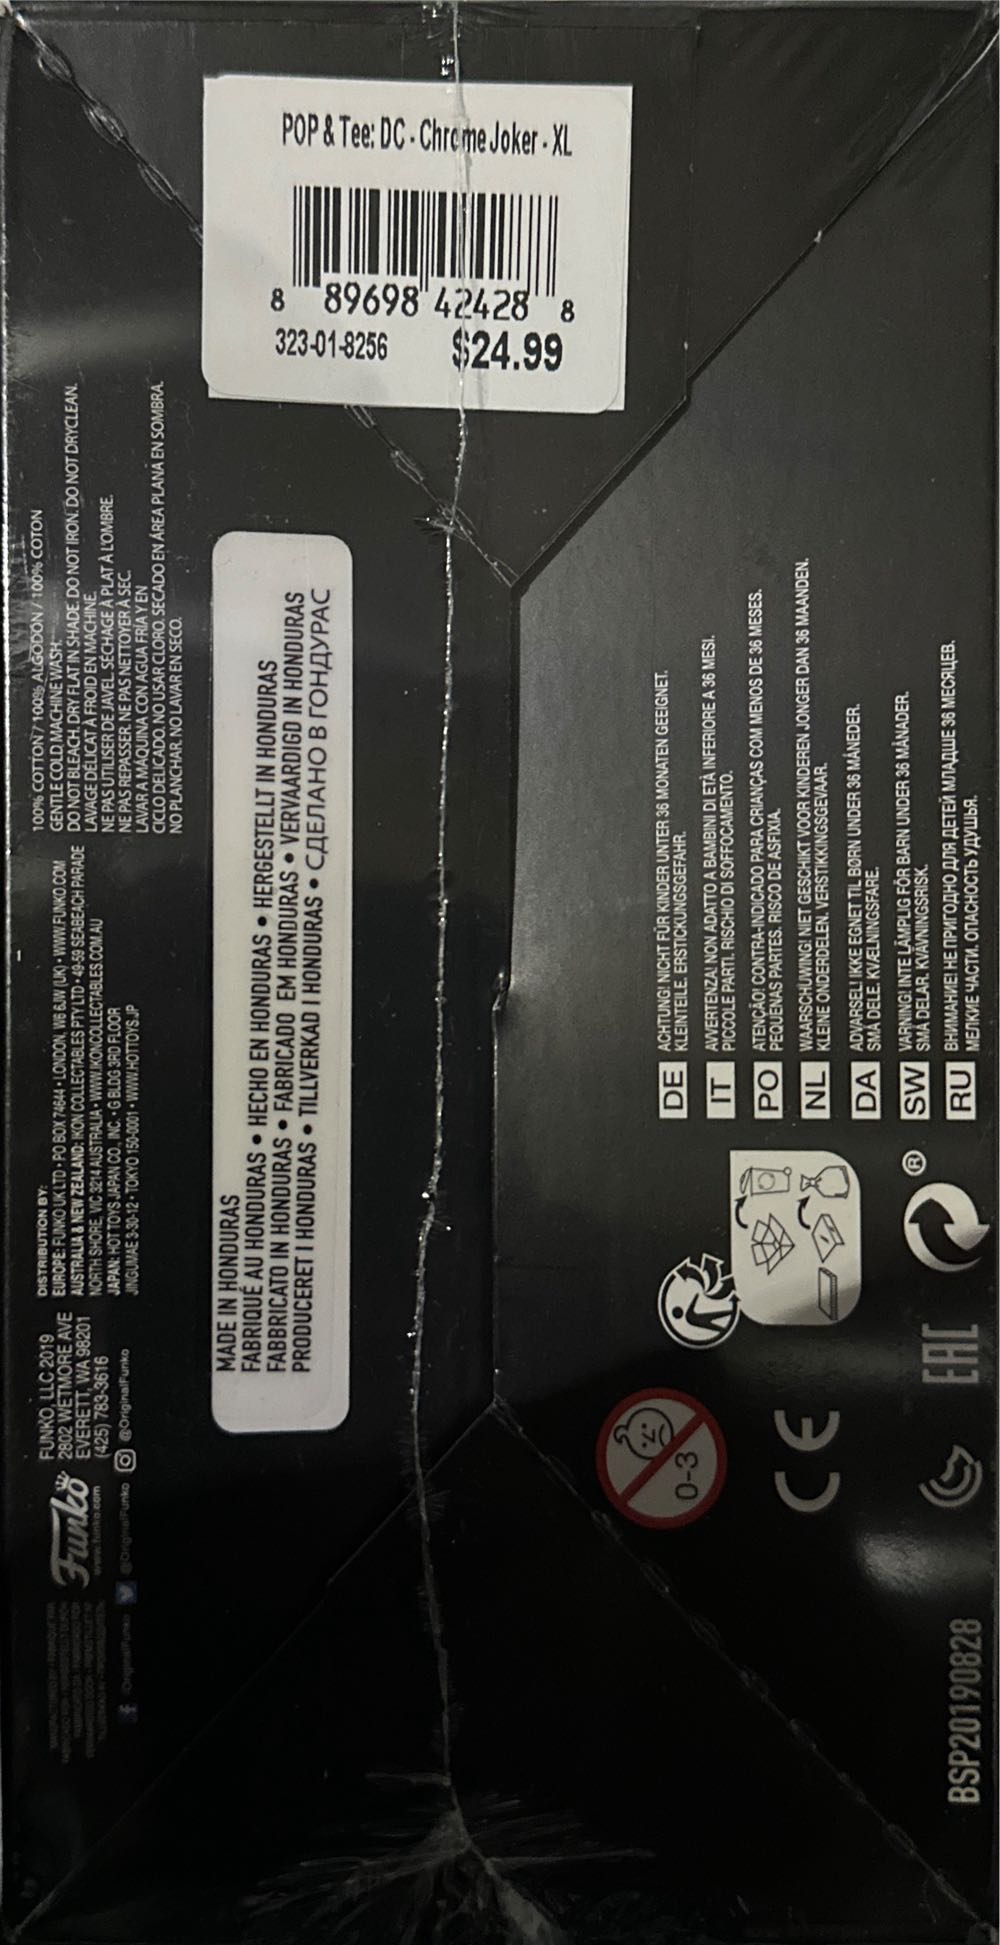 POP & Tee: DC - Chrome Joker - XL
8 89698 42428 8
323-01-8256 $24.99
100% COTTON / 100% ALGODON / 100% COTON
GENTLE COLD MACHINE WASH.
DO NOT BLEACH. DRY FLAT IN SHADE. DO NOT IRON. DO NOT DRYCLEAN.
LAVAGE DÉLICAT À FROID EN MACHINE.
NE PAS UTILISER DE JAVEL. SÉCHAGE À PLAT À L'OMBRE.
NE PAS REPASSER. NE PAS NETTOYER À SEC.
LAVAR A MÁQUINA CON AGUA FRÍA Y EN
CICLO DELICADO. NO USAR CLORO. SECADO EN ÁREA PLANA EN SOMBRA.
NO PLANCHAR. NO LAVAR EN SECO.
DISTRIBUTION BY:
EUROPE: FUNKO UK LTD • PO BOX 74644 • LONDON, W6 6JW (UK) • WWW.FUNKO.COM
AUSTRALIA & NEW ZEALAND: IKON COLLECTABLES PTY LTD • 49-59 SEABEACH PARADE
NORTH SHORE, VIC 3214 AUSTRALIA • WWW.IKONCOLLECTABLES.COM.AU
JAPAN: HOT TOYS JAPAN CO., INC. • G BLDG 3RD FLOOR
JINGUMAE 3-30-12 • TOKYO 150-0001 • WWW.HOTTOYS.JP
Funko
www.funko.com
FUNKO, LLC 2019
2802 WETMORE AVE
EVERETT, WA 98201
(425) 783-3616
/OriginalFunko @OriginalFunko @OriginalFunko
MADE IN HONDURAS
FABRIQUÉ AU HONDURAS • HECHO EN HONDURAS • HERGESTELLT IN HONDURAS
FABBRICATO IN HONDURAS • FABRICADO EM HONDURAS • VERVAARDIGD IN HONDURAS
PRODUCERET I HONDURAS • TILLVERKAD I HONDURAS • СДЕЛАНО В ГОНДУРАС
DE ACHTUNG! NICHT FÜR KINDER UNTER 36 MONATEN GEEIGNET.
KLEINTEILE. ERSTICKUNGSGEFAHR.
IT AVVERTENZA! NON ADATTO A BAMBINI DI ETÀ INFERIORE A 36 MESI.
PICCOLE PARTI. RISCHIO DI SOFFOCAMENTO.
PO ATENÇÃO! CONTRA-INDICADO PARA CRIANÇAS COM MENOS DE 36 MESES.
PEQUENAS PARTES. RISCO DE ASFIXIA.
NL WAARSCHUWING! NIET GESCHIKT VOOR KINDEREN JONGER DAN 36 MAANDEN.
KLEINE ONDERDELEN. VERSTIKKINGSGEVAAR.
DA ADVARSEL! IKKE EGNET TIL BØRN UNDER 36 MÅNEDER.
SMÅ DELE. KVÆLNINGSFARE.
SW VARNING! INTE LÄMPLIG FÖR BARN UNDER 36 MÅNADER.
SMÅ DELAR. KVÄVNINGSRISK.
RU ВНИМАНИЕ! НЕ ПРИГОДНО ДЛЯ ДЕТЕЙ МЛАДШЕ 36 МЕСЯЦЕВ.
МЕЛКИЕ ЧАСТИ. ОПАСНОСТЬ УДУШЬЯ.
0-3
CE
EAC
®
BSP20190828